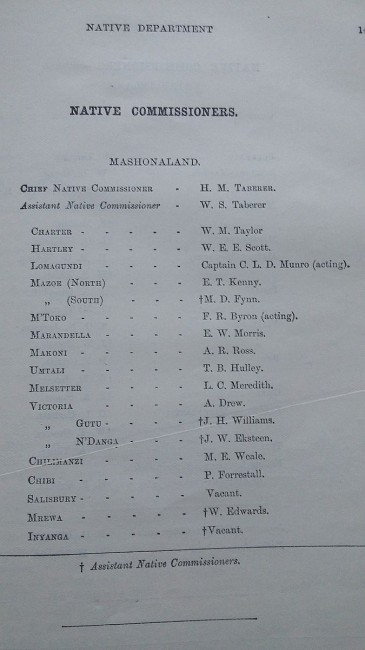 NATIVE DEPARTMENT
NATIVE COMMISSIONERS.
MASHONALAND.
CHIEF NATIVE COMMISSIONER - H. M. TABERER.
Assistant Native Commissioner - W. S. Taberer
CHARTER - - - - W. M. Taylor
HARTLEY - - - - W. E. E. Scott.
LOMAGUNDI - - - - Captain C. L. D. Munro (acting).
MAZOE (NORTH) - - - E. T. Kenny.
„ (SOUTH) - - - †M. D. Fynn.
M'TOKO - - - - F. R. Byron (acting).
MARANDELLA - - - - E. W. Morris.
MAKONI - - - - A. R. Ross.
UMTALI - - - - T. B. Hulley.
MELSETTER - - - - L. C. Meredith.
VICTORIA - - - - A. Drew.
„ GUTU - - - - †J. H. Williams.
„ N'DANGA - - - †J. W. Eksteen.
CHILIMANZI - - - - M. E. Weale.
CHIBI - - - - P. Forrestall.
SALISBURY - - - - - Vacant.
MREWA - - - - - †W. Edwards.
INYANGA - - - - - †Vacant.
† Assistant Native Commissioners.